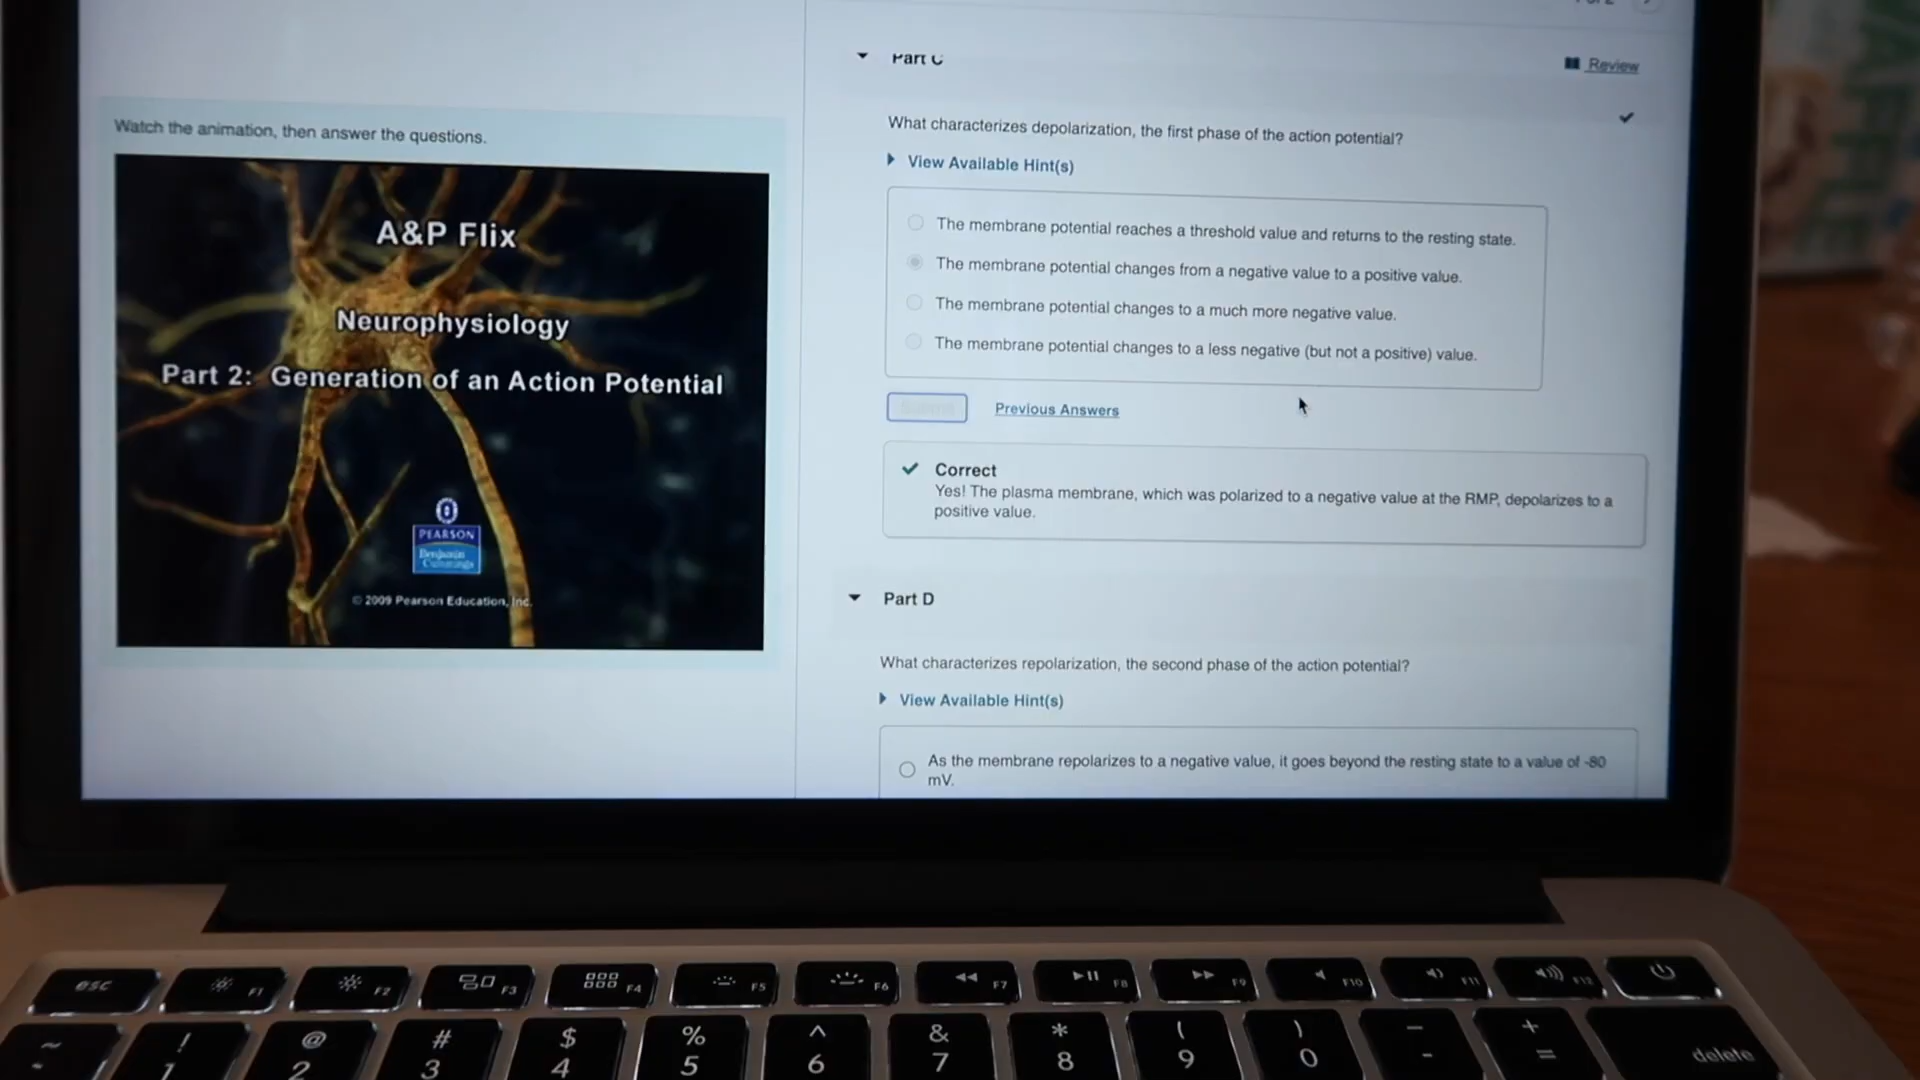 Part C
Review
What characterizes depolarization, the first phase of the action potential?
View Available Hint(s)
The membrane potential reaches a threshold value and returns to the resting state.
The membrane potential changes from a negative value to a positive value.
The membrane potential changes to a much more negative value.
The membrane potential changes to a less negative (but not a positive) value.
Previous Answers
Correct
Yes! The plasma membrane, which was polarized to a negative value at the RMP, depolarizes to a
positive value.
Part D
What characterizes repolarization, the second phase of the action potential?
View Available Hint(s)
As the membrane repolarizes to a negative value, it goes beyond the resting state to a value of -80
mV.
Watch the animation, then answer the questions.
A&P Flix
Neurophysiology
Part 2: Generation of an Action Potential
PEARSON
Benjamin
Cummings
© 2009 Pearson Education, Inc.
esc F1 F2 F3 F4 F5 F6 F7 F8 F9 F10 F11 F12
~ ! @ # $ % ^ & * ( ) _ +
1 2 3 4 5 6 7 8 9 0 - = delete